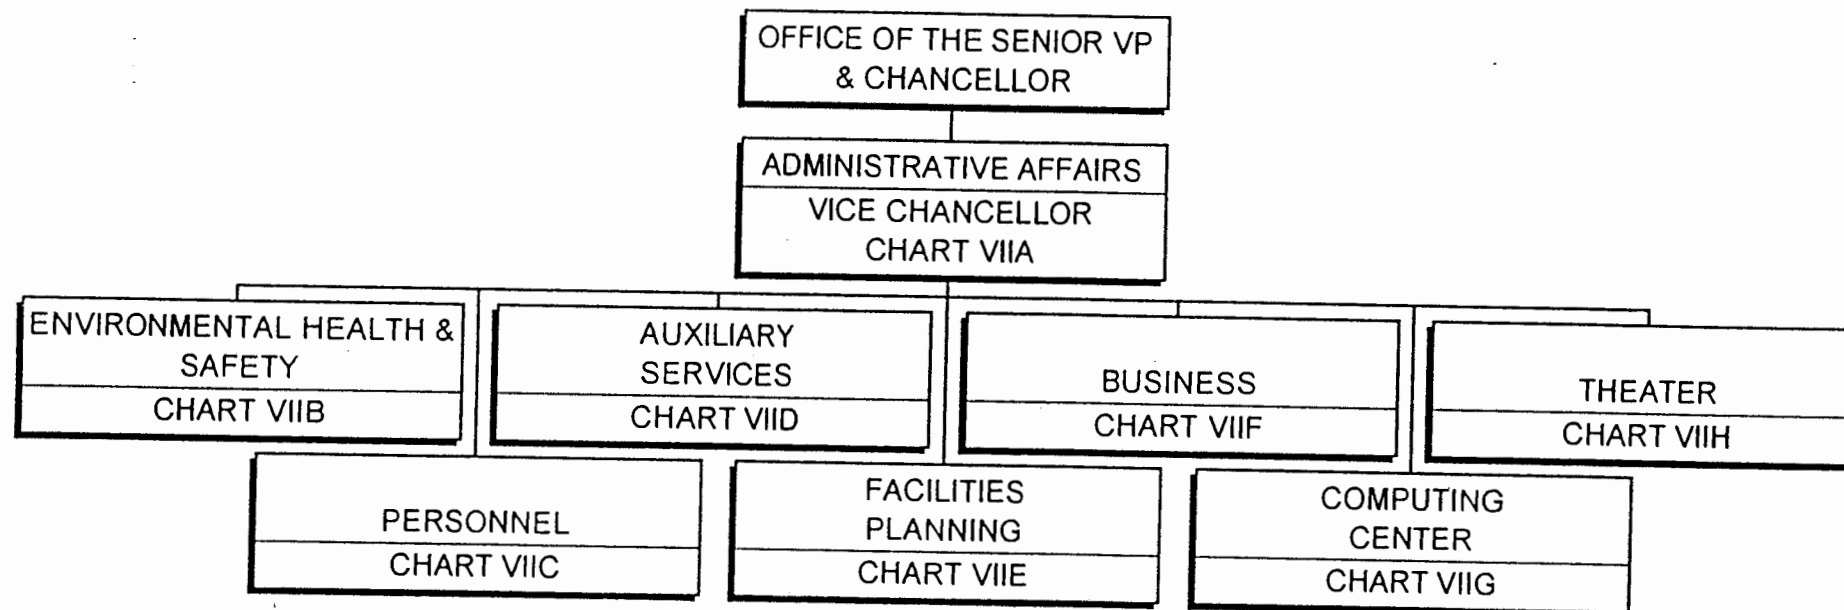 OFFICE OF THE SENIOR VP
& CHANCELLOR
ADMINISTRATIVE AFFAIRS
VICE CHANCELLOR
CHART VIIA
ENVIRONMENTAL HEALTH &
SAFETY
CHART VIIB
AUXILIARY
SERVICES
CHART VIID
BUSINESS
CHART VIIF
THEATER
CHART VIIH
PERSONNEL
CHART VIIC
FACILITIES
PLANNING
CHART VIIE
COMPUTING
CENTER
CHART VIIG